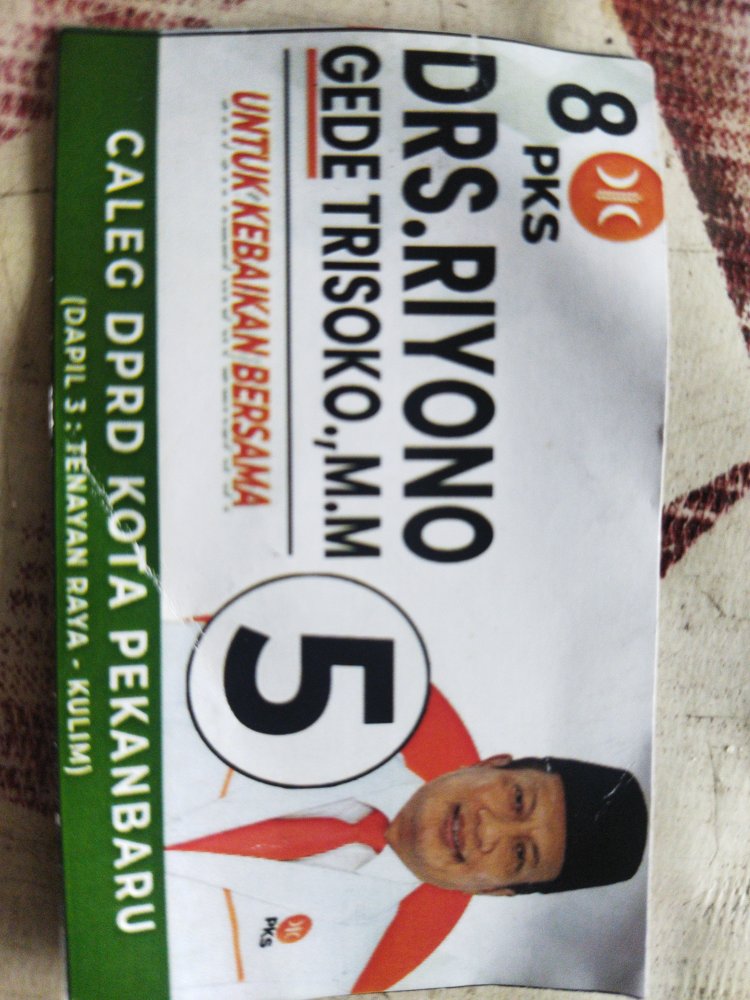 8
PKS
DRS.RIYONO
GEDE TRISOKO.,M.M
UNTUK KEBAIKAN BERSAMA
5
PKS
CALEG DPRD KOTA PEKANBARU
(DAPIL 3 : TENAYAN RAYA - KULIM)